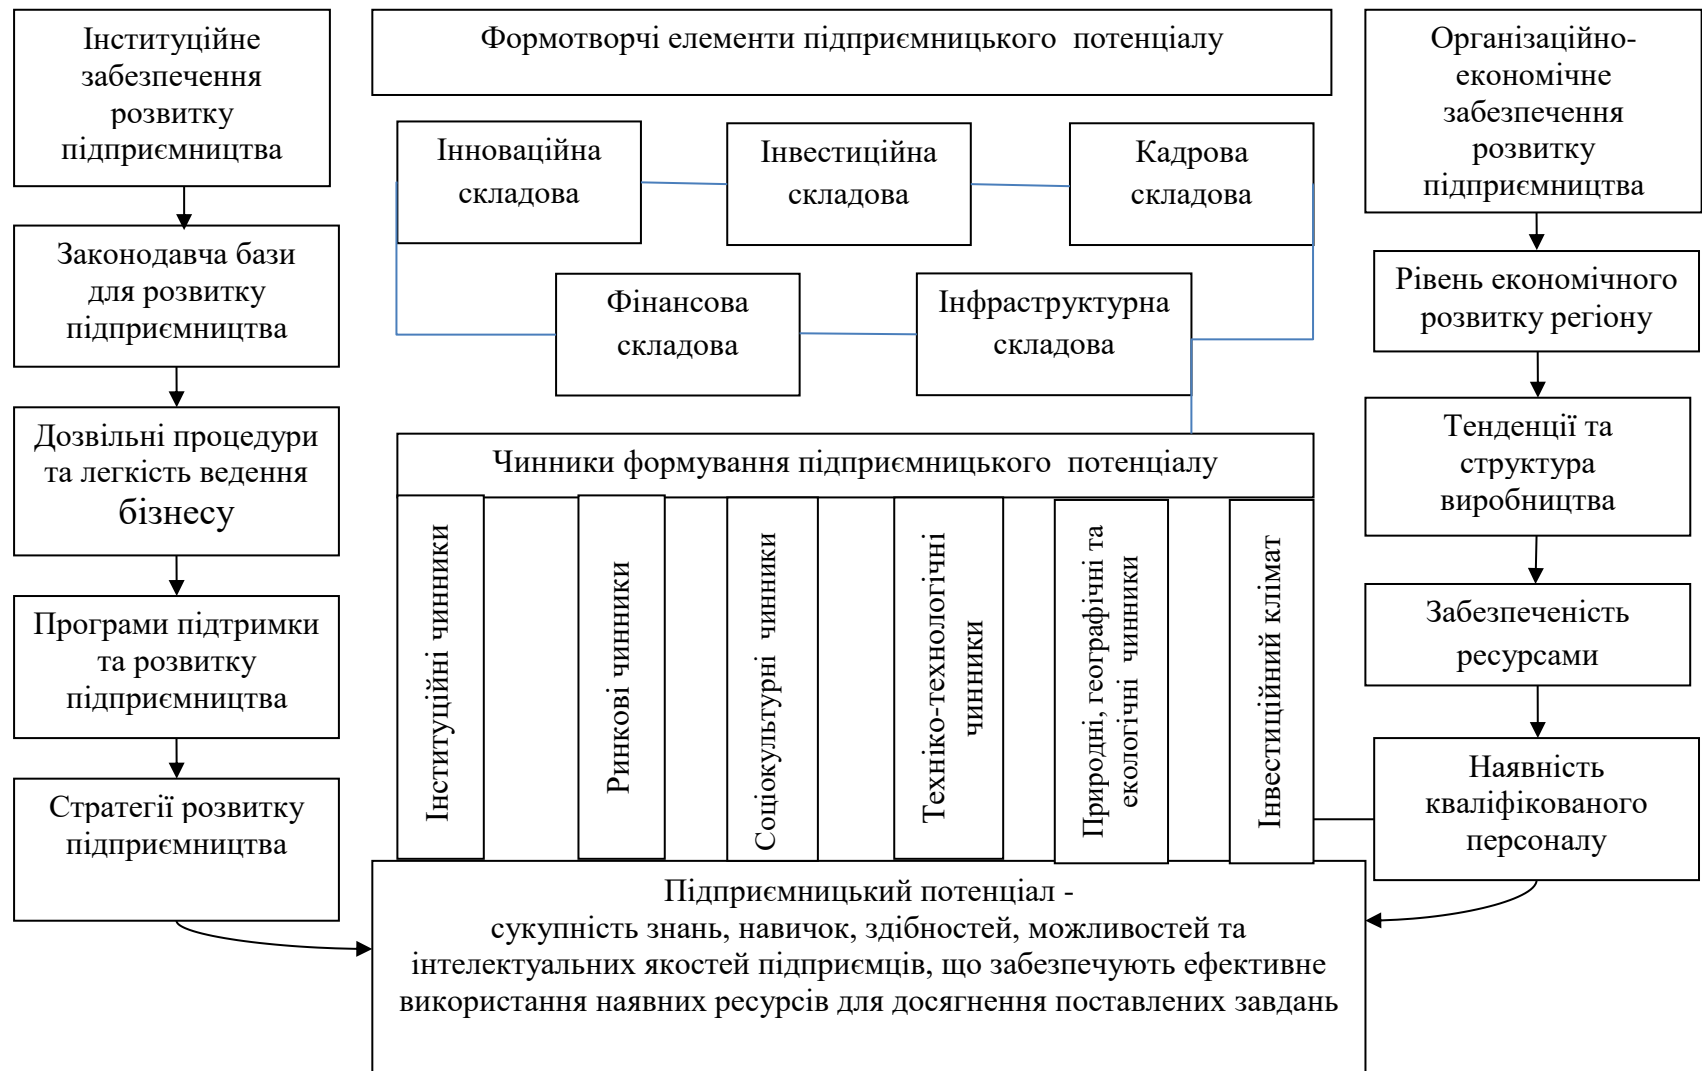 Інституційне
забезпечення
розвитку
підприємництва
Законодавча бази
для розвитку
підприємництва
Дозвільні процедури
та легкість ведення
бізнесу
Програми підтримки
та розвитку
підприємництва
Стратегії розвитку
підприємництва
Формотворчі елементи підприємницького потенціалу
Інноваційна
складова
Інвестиційна
складова
Кадрова
складова
Фінансова
складова
Інфраструктурна
складова
Чинники формування підприємницького потенціалу
Інституційні чинники
Ринкові чинники
Соціокультурні чинники
Техніко-технологічні
чинники
Природні, географічні та
екологічні чинники
Інвестиційний клімат
Організаційно-
економічне
забезпечення
розвитку
підприємництва
Рівень економічного
розвитку регіону
Тенденції та
структура
виробництва
Забезпеченість
ресурсами
Наявність
кваліфікованого
персоналу
Підприємницький потенціал -
сукупність знань, навичок, здібностей, можливостей та
інтелектуальних якостей підприємців, що забезпечують ефективне
використання наявних ресурсів для досягнення поставлених завдань